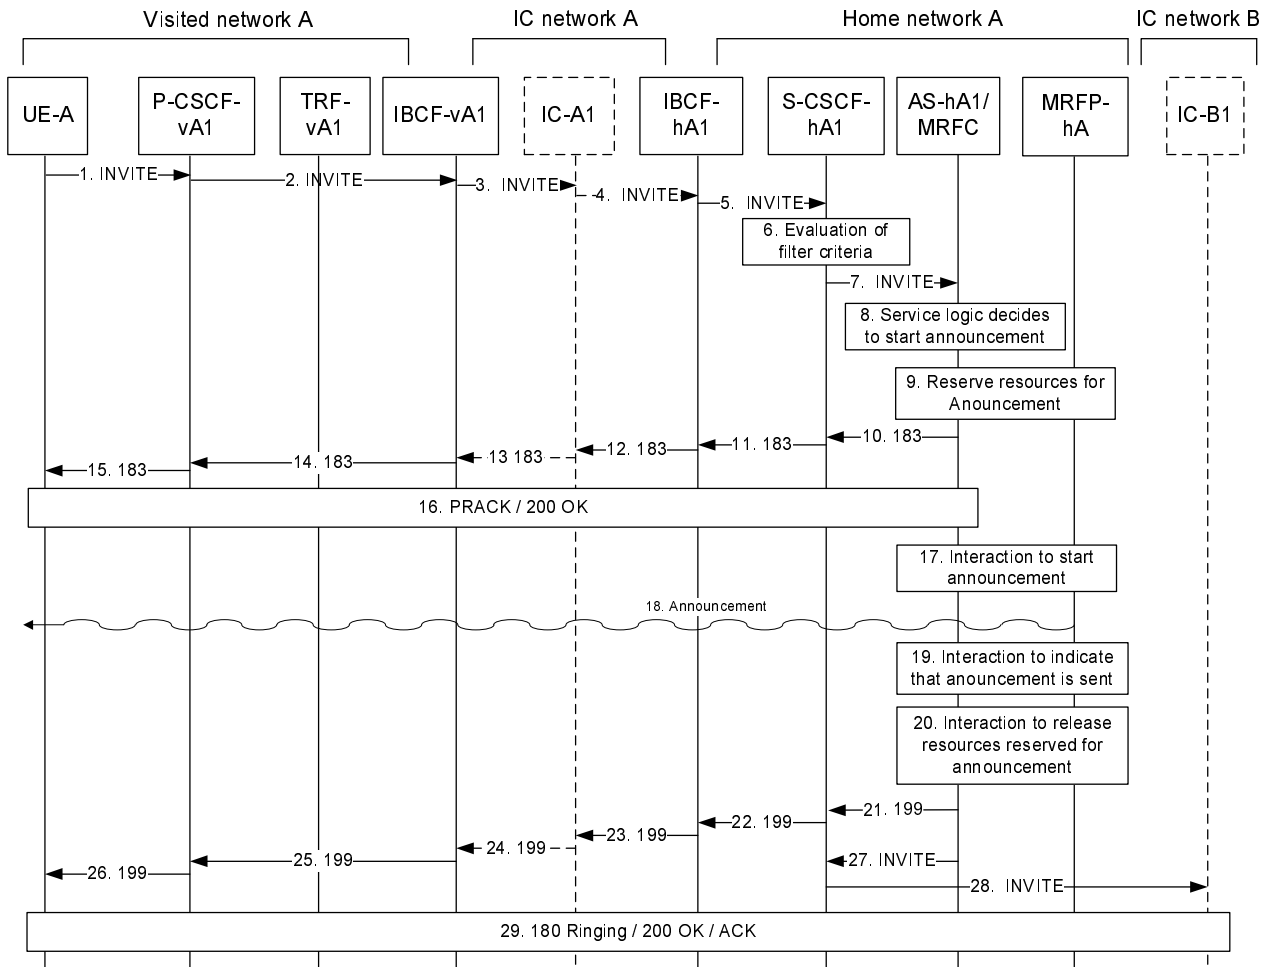 Visited network A
IC network A
Home network A
IC network B
UE-A
P-CSCF-
vA1
TRF-
vA1
IBCF-vA1
IC-A1
IBCF-
hA1
S-CSCF-
hA1
AS-hA1/
MRFC
MRFP-
hA
IC-B1
1. INVITE
2. INVITE
3. INVITE
4. INVITE
5. INVITE
6. Evaluation of
filter criteria
7. INVITE
8. Service logic decides
to start announcement
9. Reserve resources for
Anouncement
10. 183
11. 183
12. 183
13 183
14. 183
15. 183
16. PRACK / 200 OK
17. Interaction to start
announcement
18. Announcement
19. Interaction to indicate
that anouncement is sent
20. Interaction to release
resources reserved for
announcement
21. 199
22. 199
23. 199
24. 199
25. 199
26. 199
27. INVITE
28. INVITE
29. 180 Ringing / 200 OK / ACK